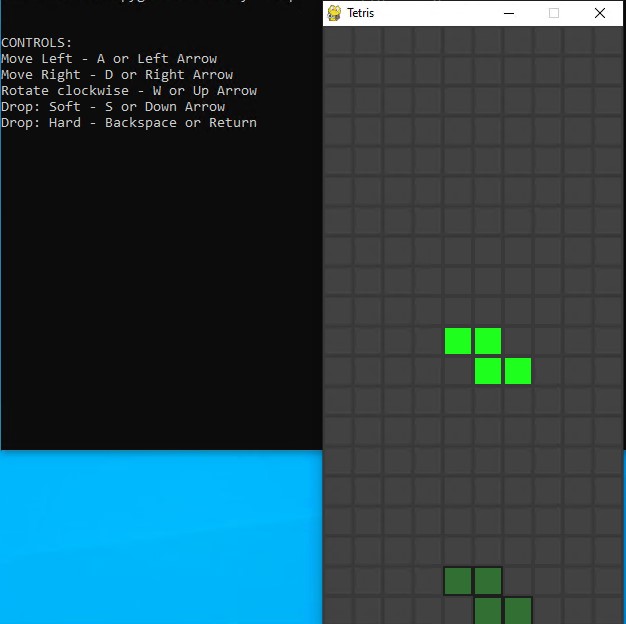 Tetris
CONTROLS:
Move Left - A or Left Arrow
Move Right - D or Right Arrow
Rotate clockwise - W or Up Arrow
Drop: Soft - S or Down Arrow
Drop: Hard - Backspace or Return